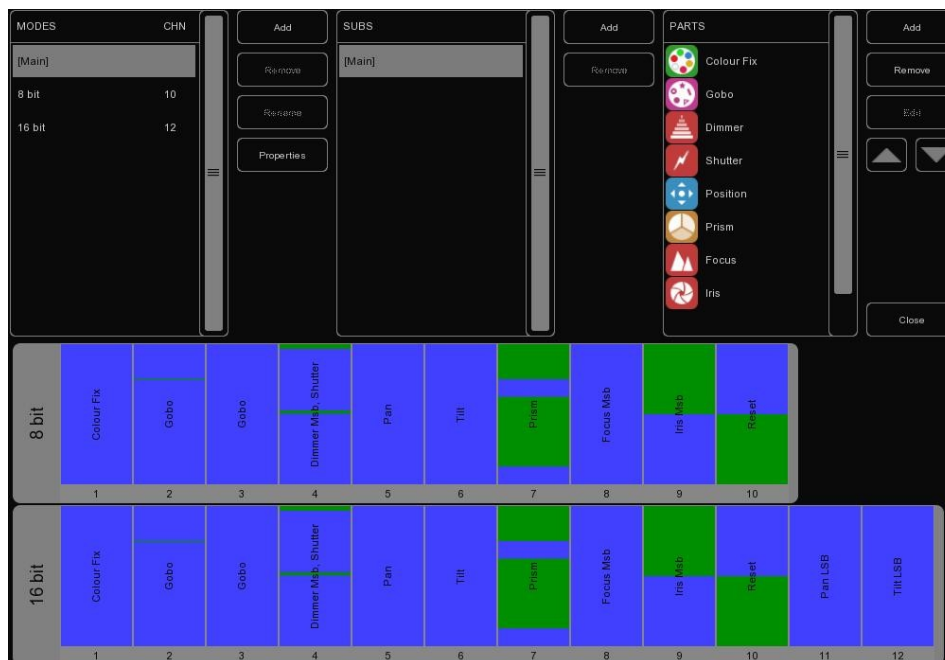 MODES CHN
[Main]
8 bit 10
16 bit 12
Add
Remove
Rename
Properties
SUBS
[Main]
Add
Remove
PARTS
Colour Fix
Gobo
Dimmer
Shutter
Position
Prism
Focus
Iris
Add
Remove
Edit
Close
8 bit
Colour Fix
Gobo
Gobo
Dimmer Msb, Shutter
Pan
Tilt
Prism
Focus Msb
Iris Msb
Reset
1 2 3 4 5 6 7 8 9 10
16 bit
Colour Fix
Gobo
Gobo
Dimmer Msb, Shutter
Pan
Tilt
Prism
Focus Msb
Iris Msb
Reset
Pan LSB
Tilt LSB
1 2 3 4 5 6 7 8 9 10 11 12